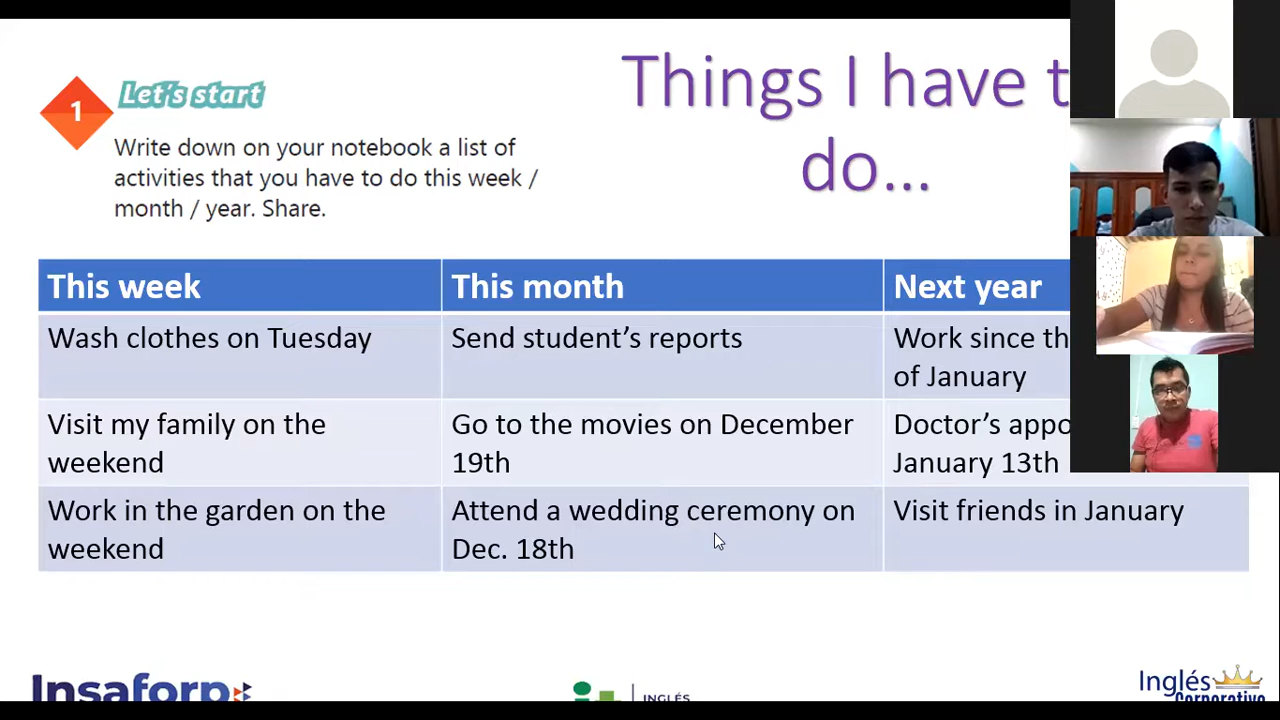 1
Let's start
Things I have
do...
Write down on your notebook a list of
activities that you have to do this week /
month / year. Share.
This week
This month
Next year
Wash clothes on Tuesday
Send student's reports
Work since
of January
Visit my family on the
weekend
Go to the movies on December
19th
Doctor's
January 13th
Work in the garden on the
weekend
Attend a wedding ceremony on
Dec. 18th
Visit friends in January
Insaforp
INGLÉS
Inglés
Corporativo